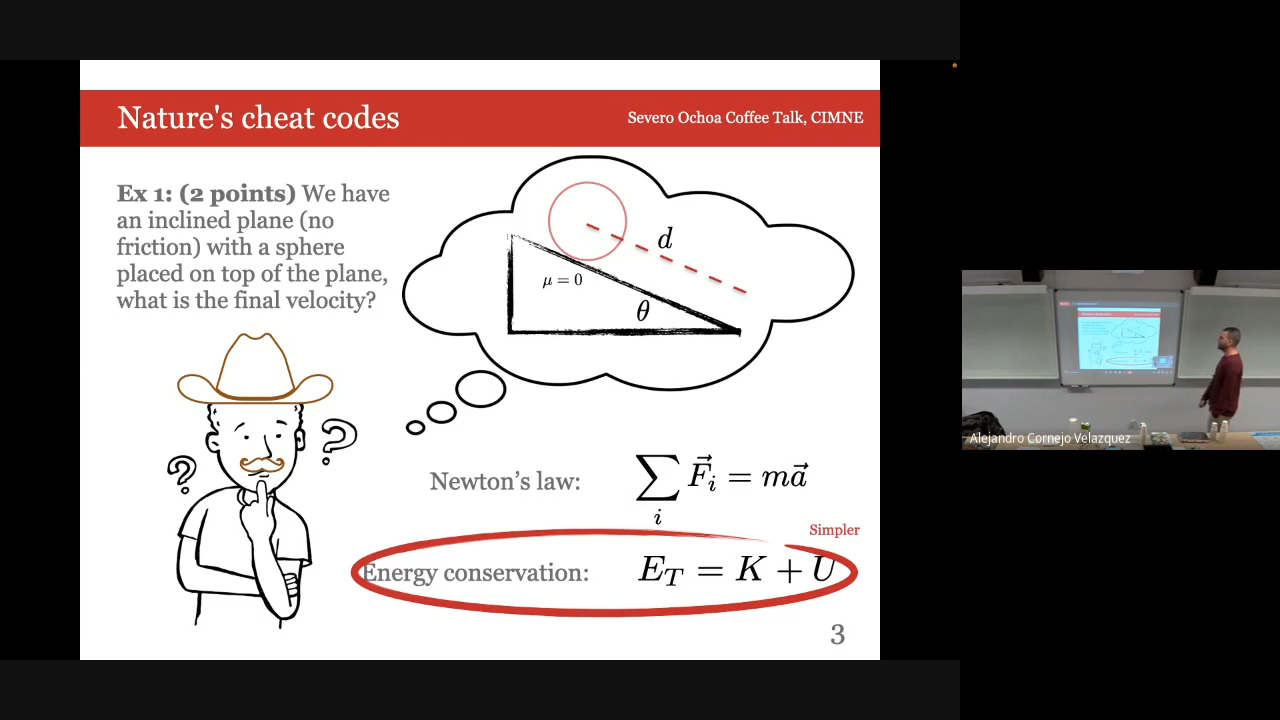 Nature's cheat codes
Severo Ochoa Coffee Talk, CIMNE
Ex 1: (2 points) We have
an inclined plane (no
friction) with a sphere
placed on top of the plane,
what is the final velocity?
d
μ = 0
θ
?
?
Newton’s law:
∑ F⃗ᵢ = ma⃗
i
Simpler
Energy conservation:
E_T = K + U
3
Alejandro Cornejo Velazquez